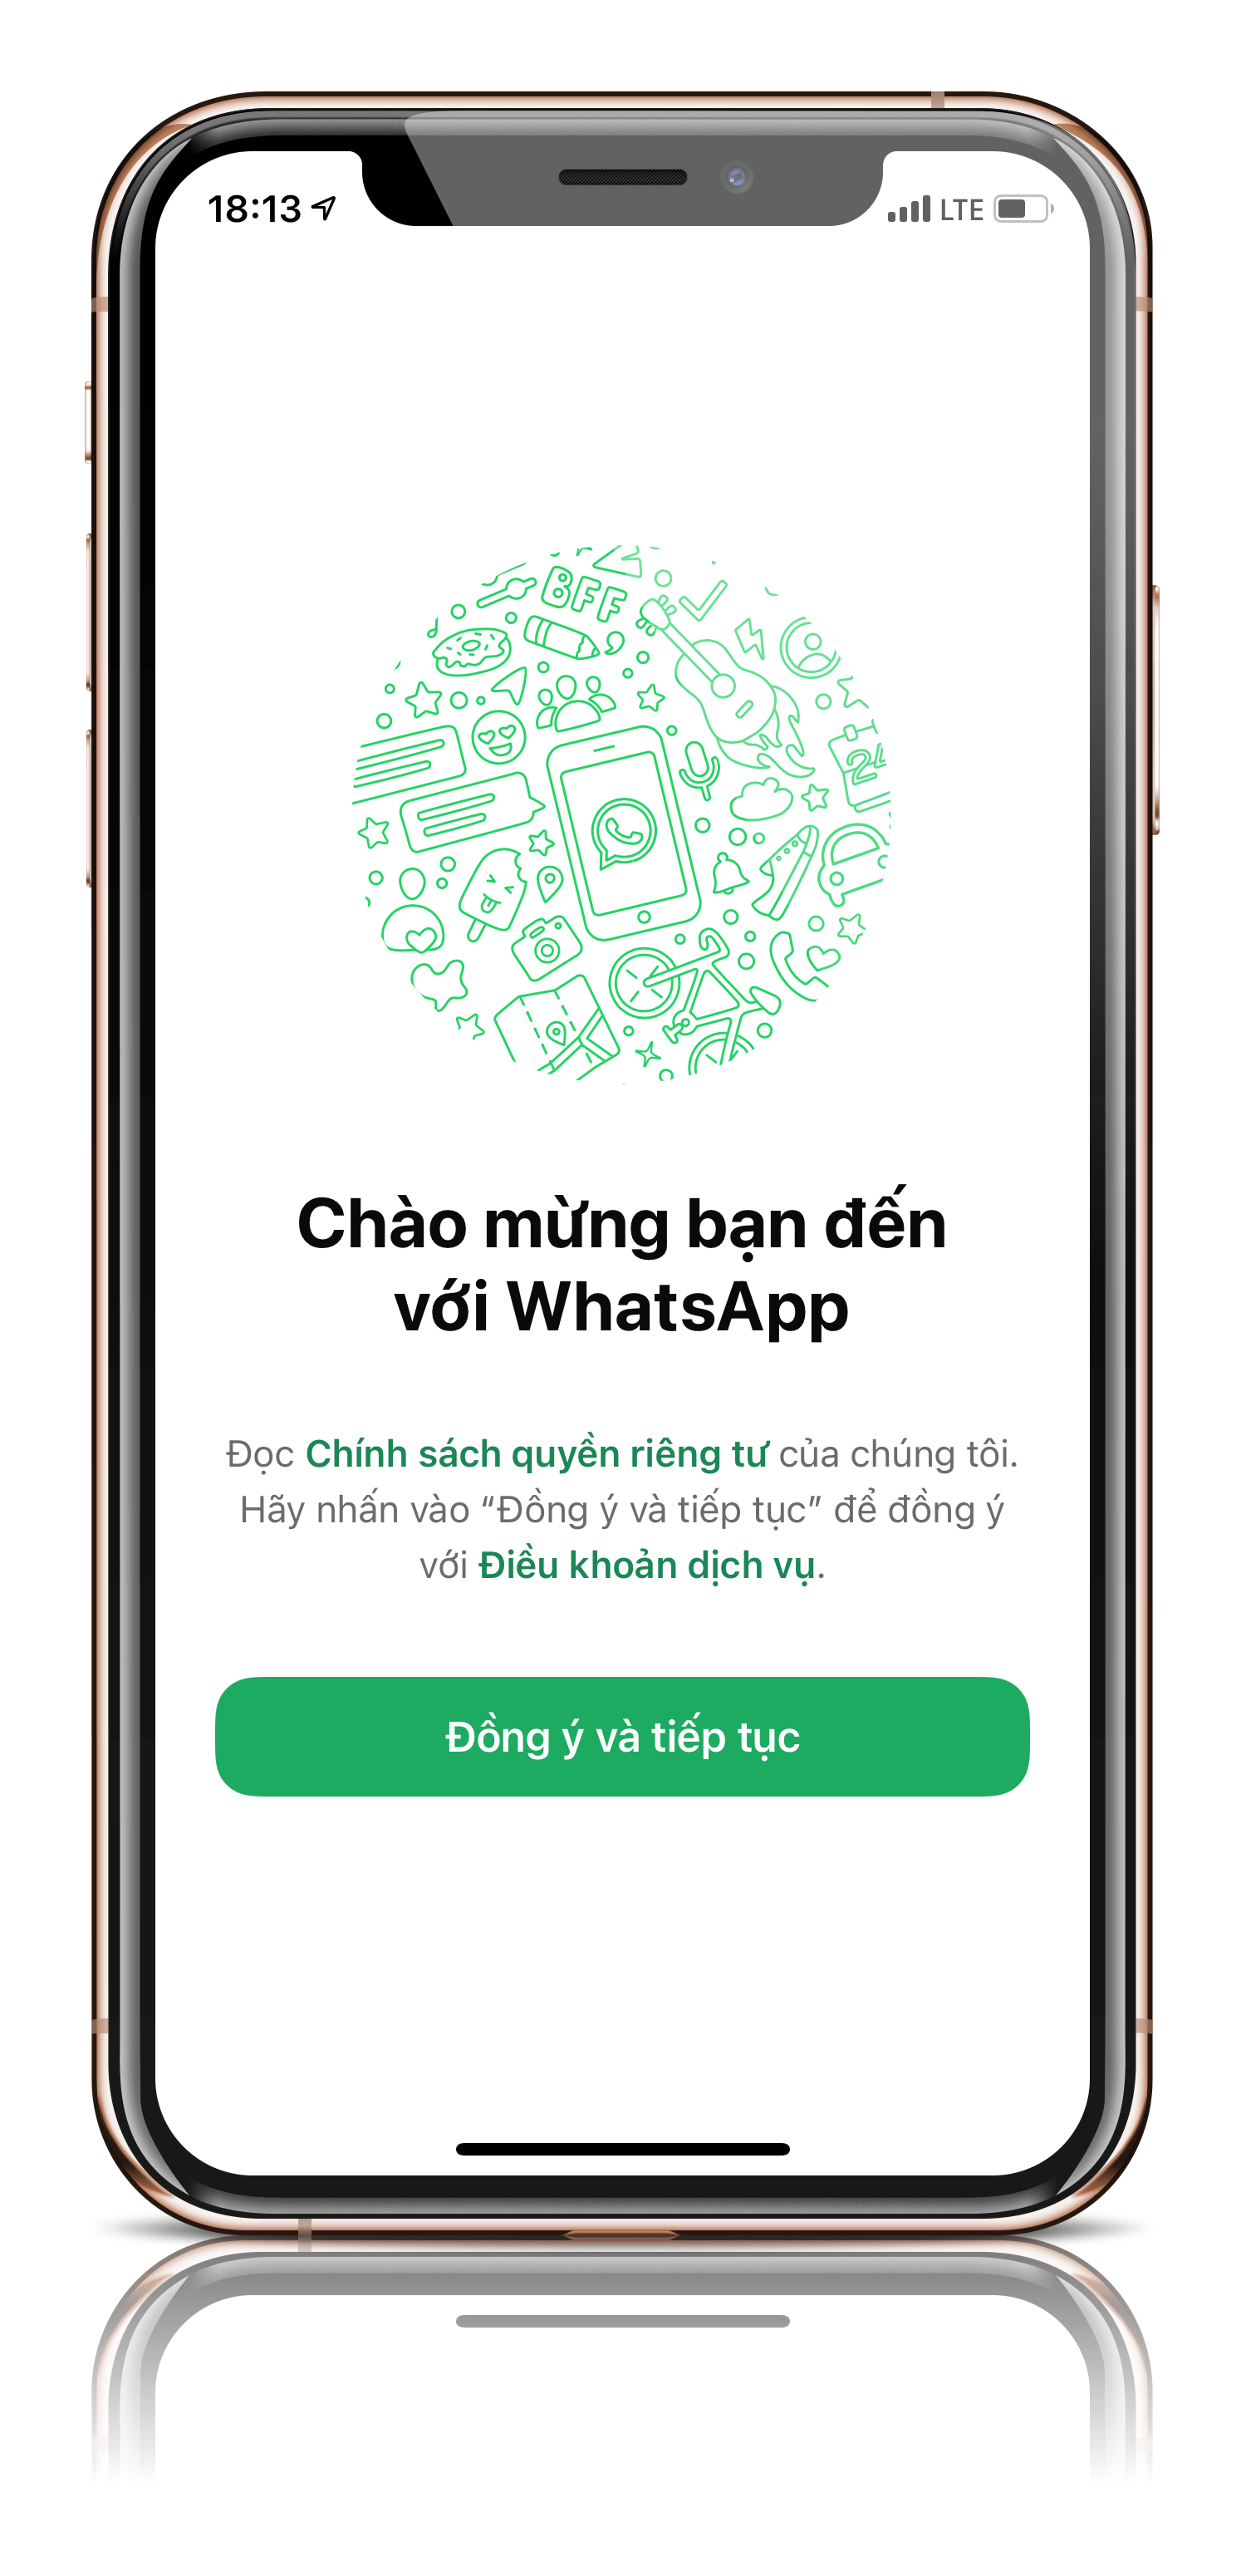 18:13 LTE
BFF
24
Chào mừng bạn đến
với WhatsApp
Đọc Chính sách quyền riêng tư của chúng tôi.
Hãy nhấn vào “Đồng ý và tiếp tục” để đồng ý
với Điều khoản dịch vụ.
Đồng ý và tiếp tục